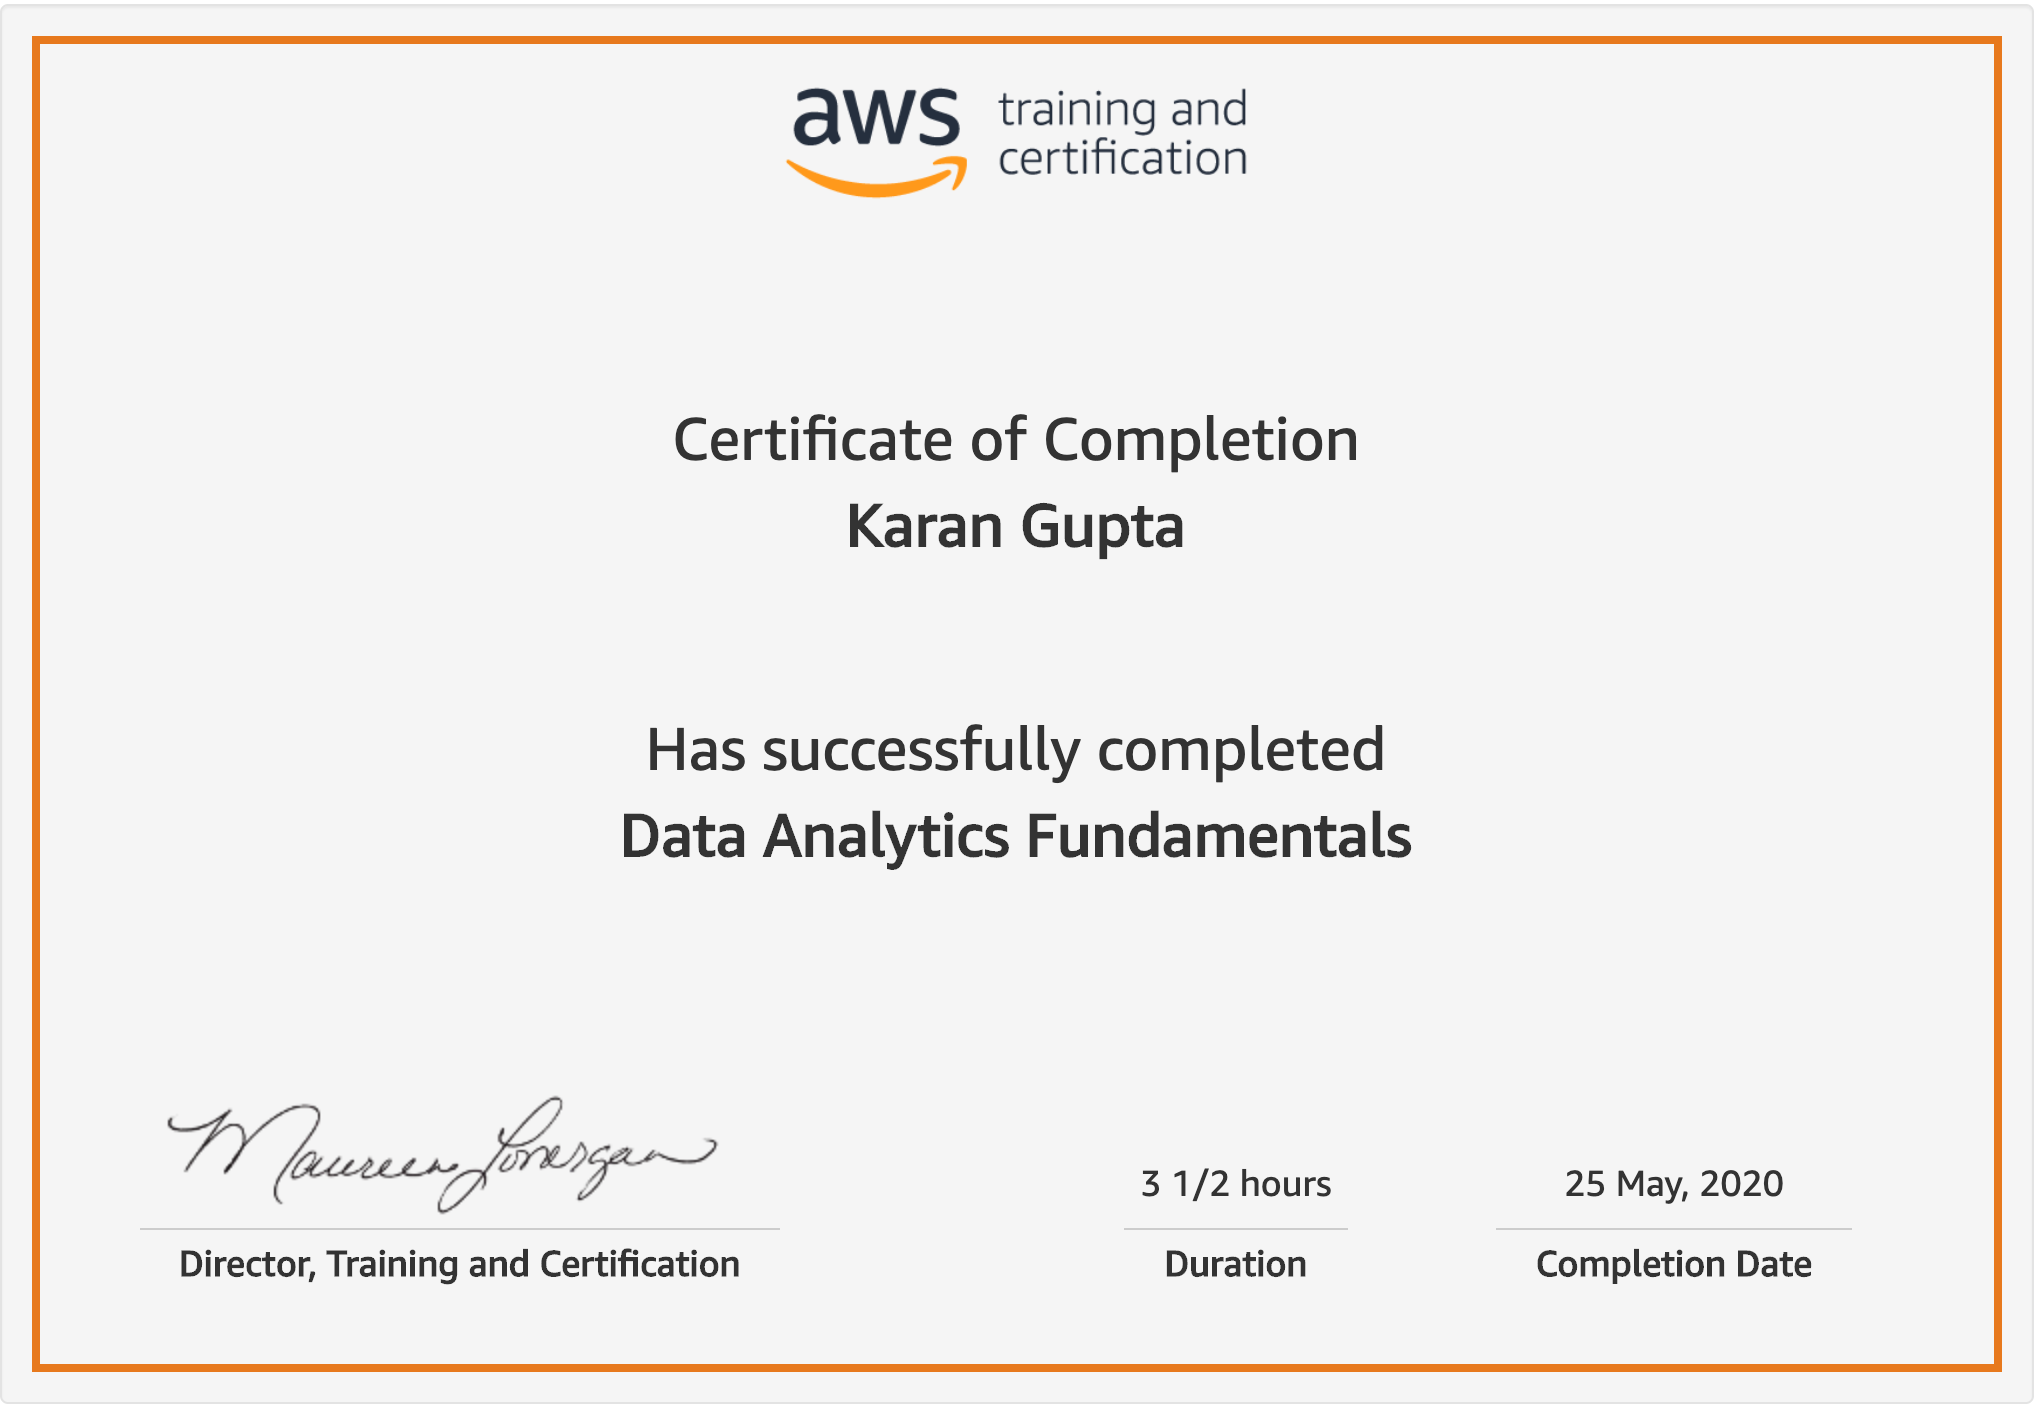 aws training and
certification
Certificate of Completion
Karan Gupta
Has successfully completed
Data Analytics Fundamentals
Maureen Lonergan
3 1/2 hours
25 May, 2020
Director, Training and Certification
Duration
Completion Date